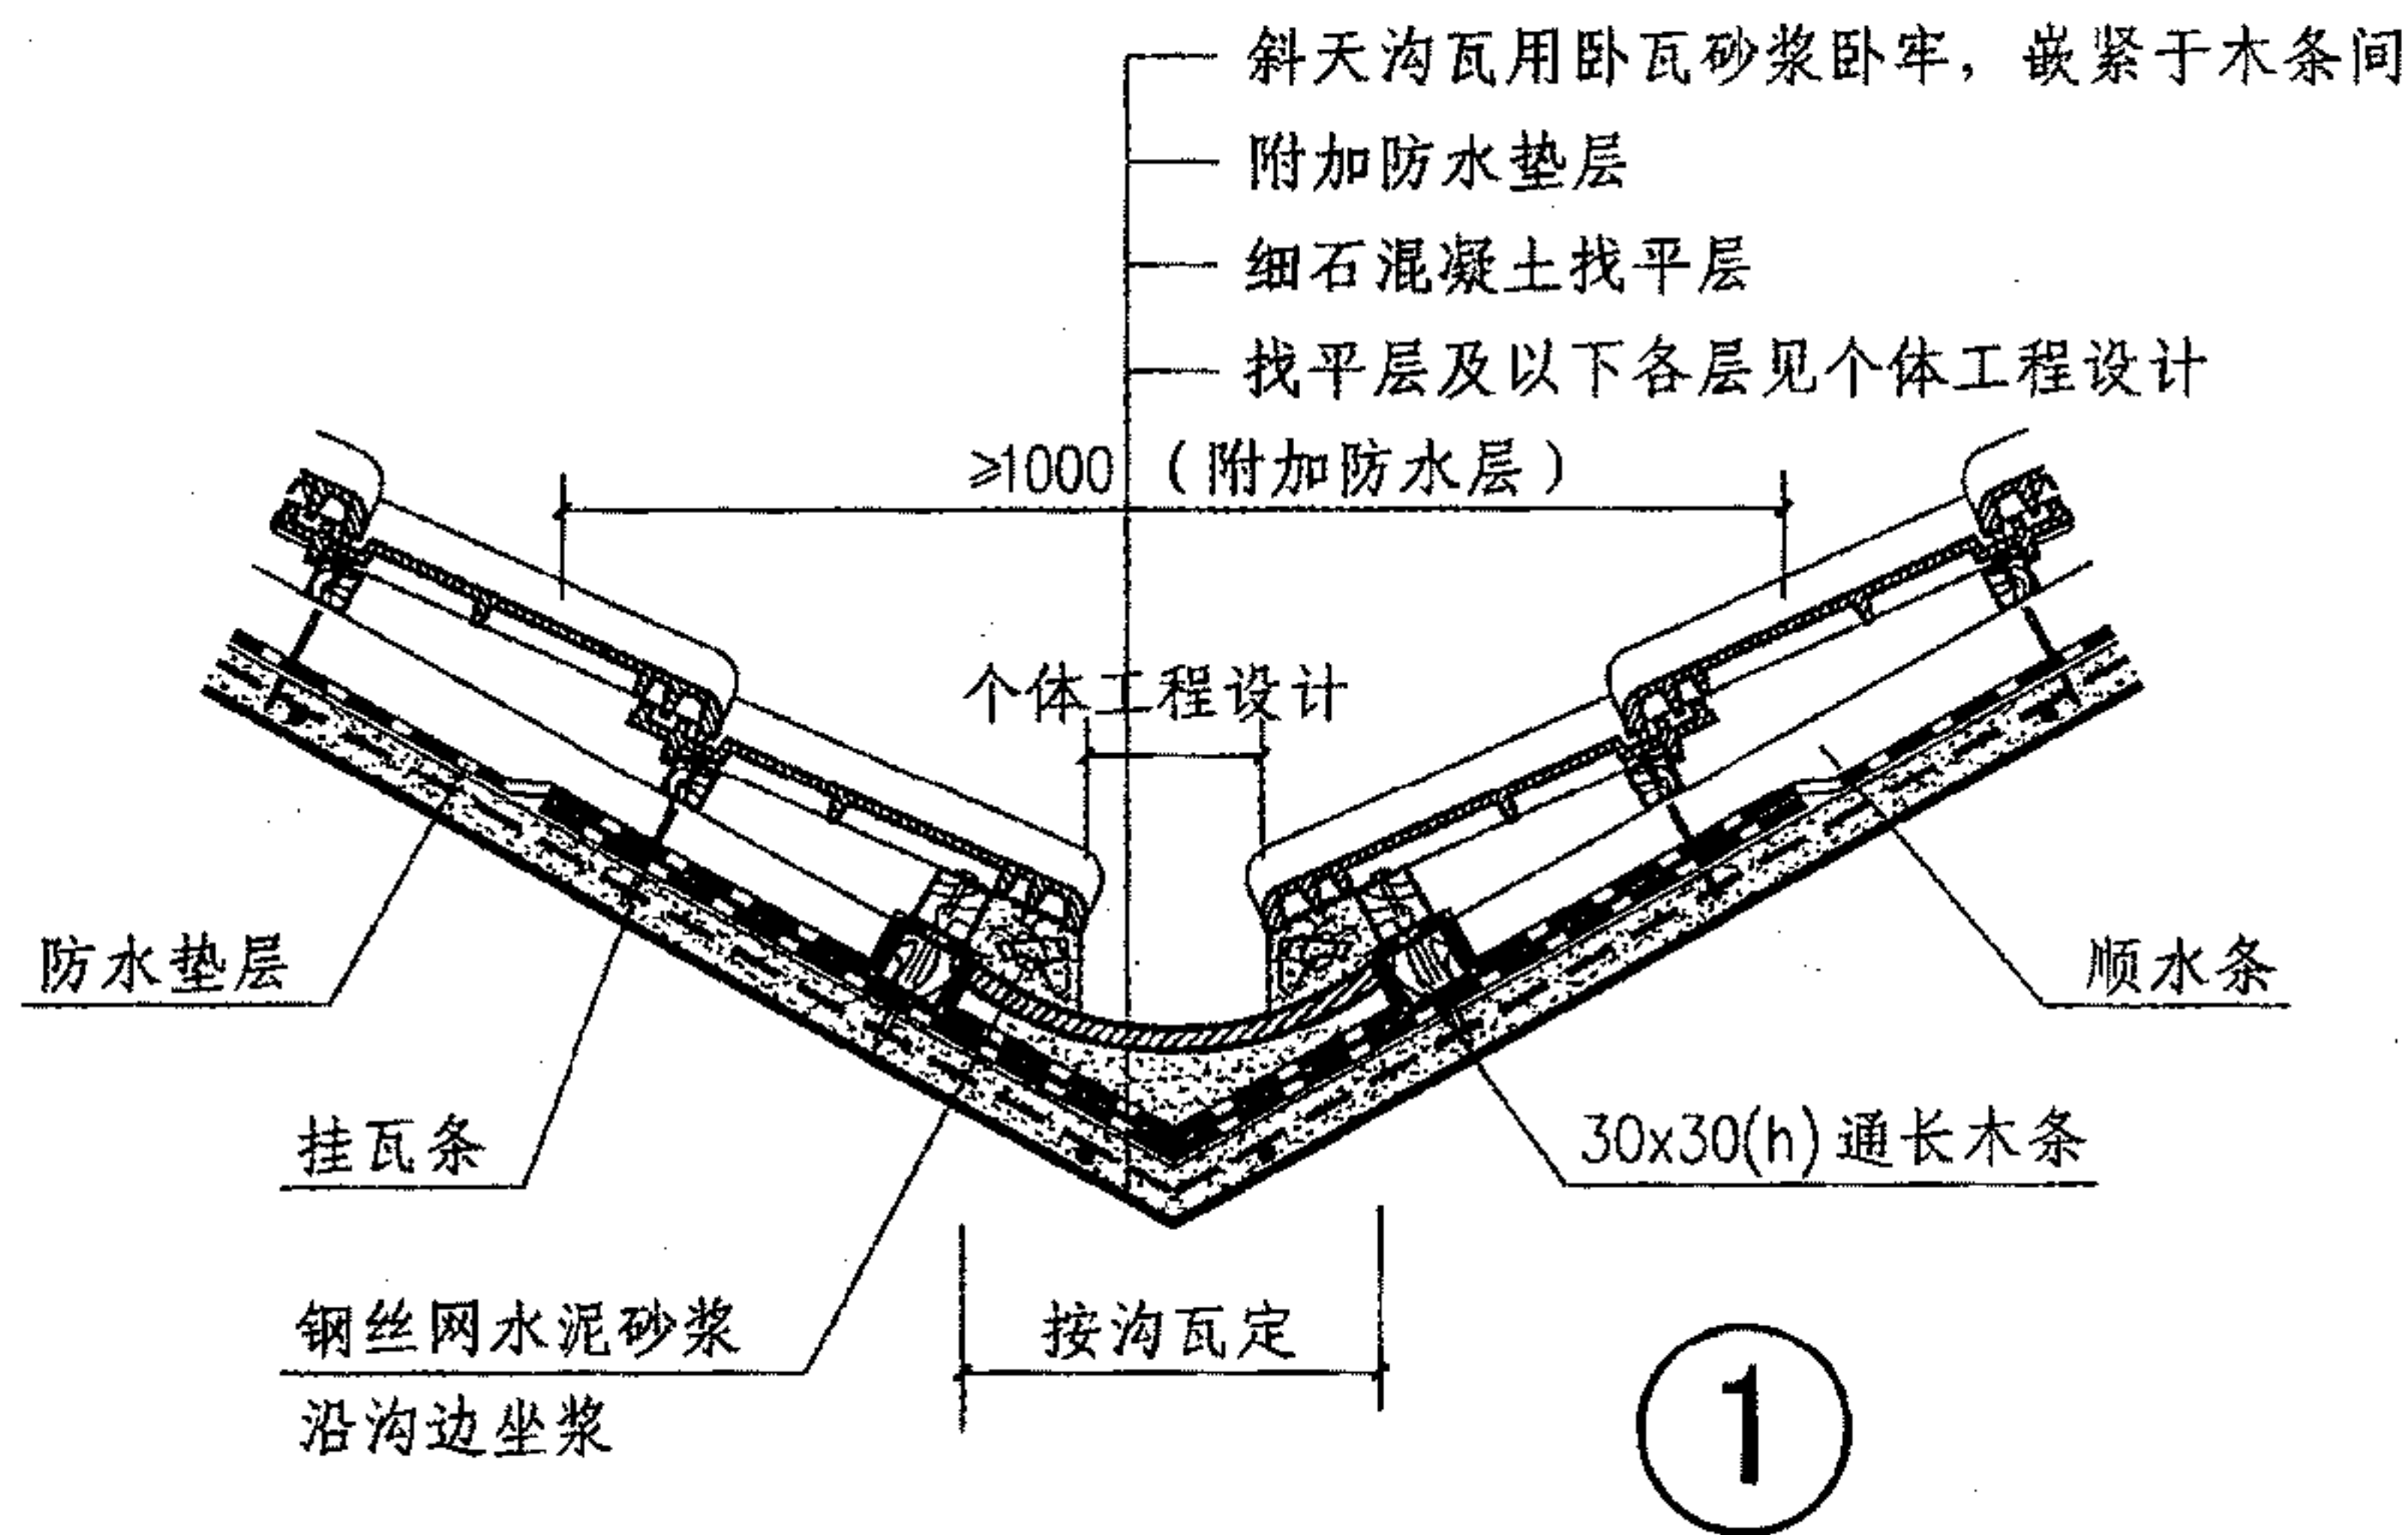 斜天沟瓦用卧瓦砂浆卧牢，嵌紧于木条间
附加防水垫层
细石混凝土找平层
找平层及以下各层见个体工程设计
≥1000（附加防水层）
个体工程设计
防水垫层
顺水条
挂瓦条
30x30(h)通长木条
钢丝网水泥砂浆
沿沟边坐浆
按沟瓦定
1